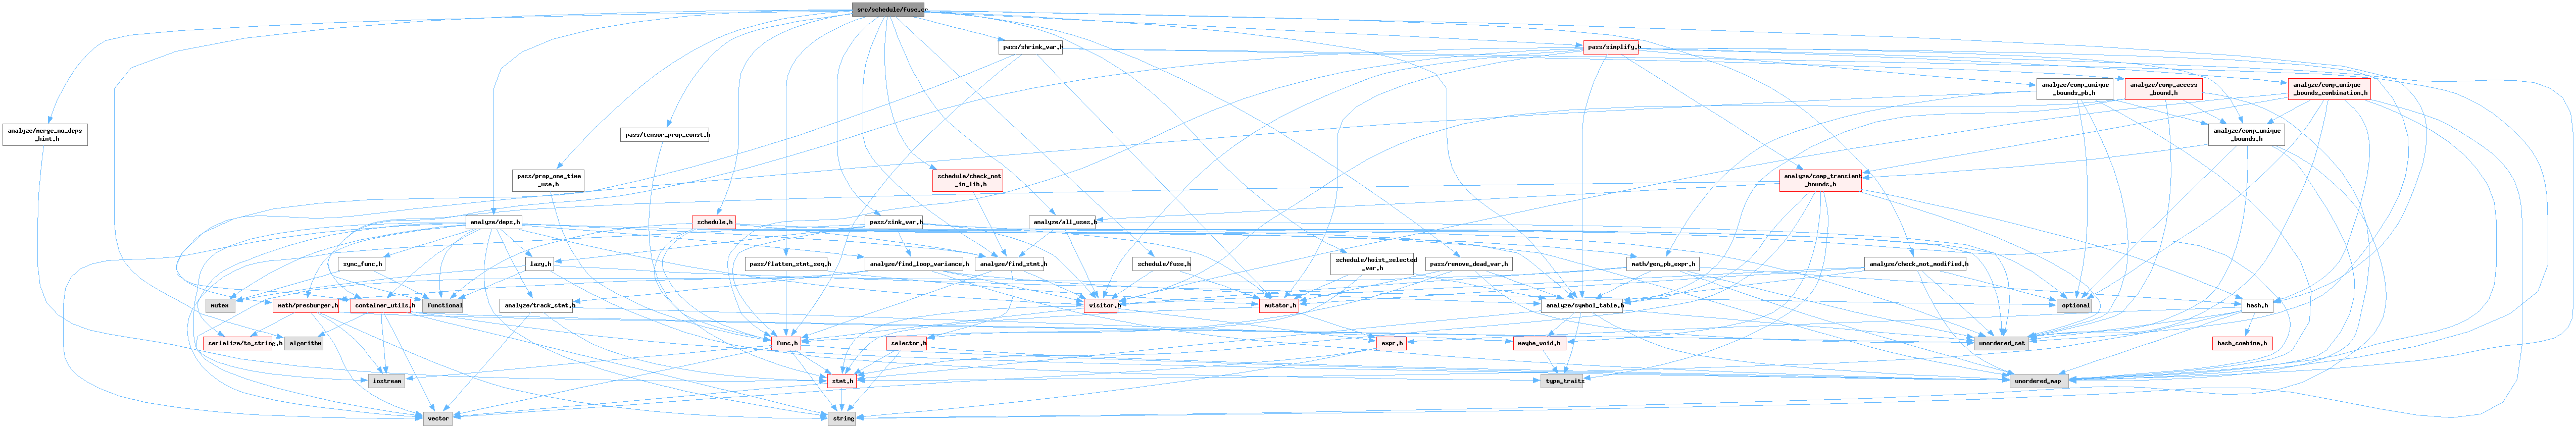 src/schedule/fuse.cc
pass/shrink_var.h
pass/simplify.h
analyze/comp_unique
_bounds_pb.h
analyze/comp_access
_bound.h
analyze/comp_unique
_bounds_combination.h
analyze/merge_no_deps
_hint.h
pass/tensor_prop_const.h
analyze/comp_unique
_bounds.h
pass/prop_one_time
_use.h
schedule/check_not
_in_lib.h
analyze/comp_transient
_bounds.h
analyze/deps.h
schedule.h
pass/sink_var.h
analyze/all_uses.h
sync_func.h
lazy.h
pass/flatten_stmt_seq.h
analyze/find_loop_variance.h
analyze/find_stmt.h
schedule/fuse.h
schedule/hoist_selected
_var.h
pass/remove_dead_var.h
math/gen_pb_expr.h
analyze/check_not_modified.h
mutex
math/presburger.h
container_utils.h
functional
analyze/track_stmt.h
visitor.h
mutator.h
analyze/symbol_table.h
optional
hash.h
serialize/to_string.h
algorithm
func.h
selector.h
expr.h
maybe_void.h
unordered_set
hash_combine.h
iostream
stmt.h
type_traits
unordered_map
vector
string